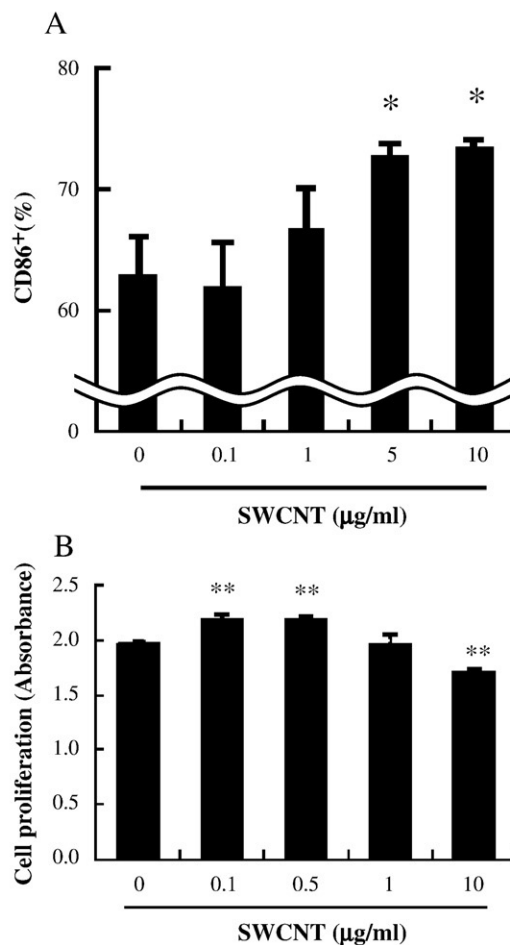 A
80
70
60
0
CD86+(%)
* *
0 0.1 1 5 10
SWCNT (μg/ml)
B
2.5
2.0
1.5
1.0
0.5
0.0
Cell proliferation (Absorbance)
** ** **
0 0.1 0.5 1 10
SWCNT (μg/ml)